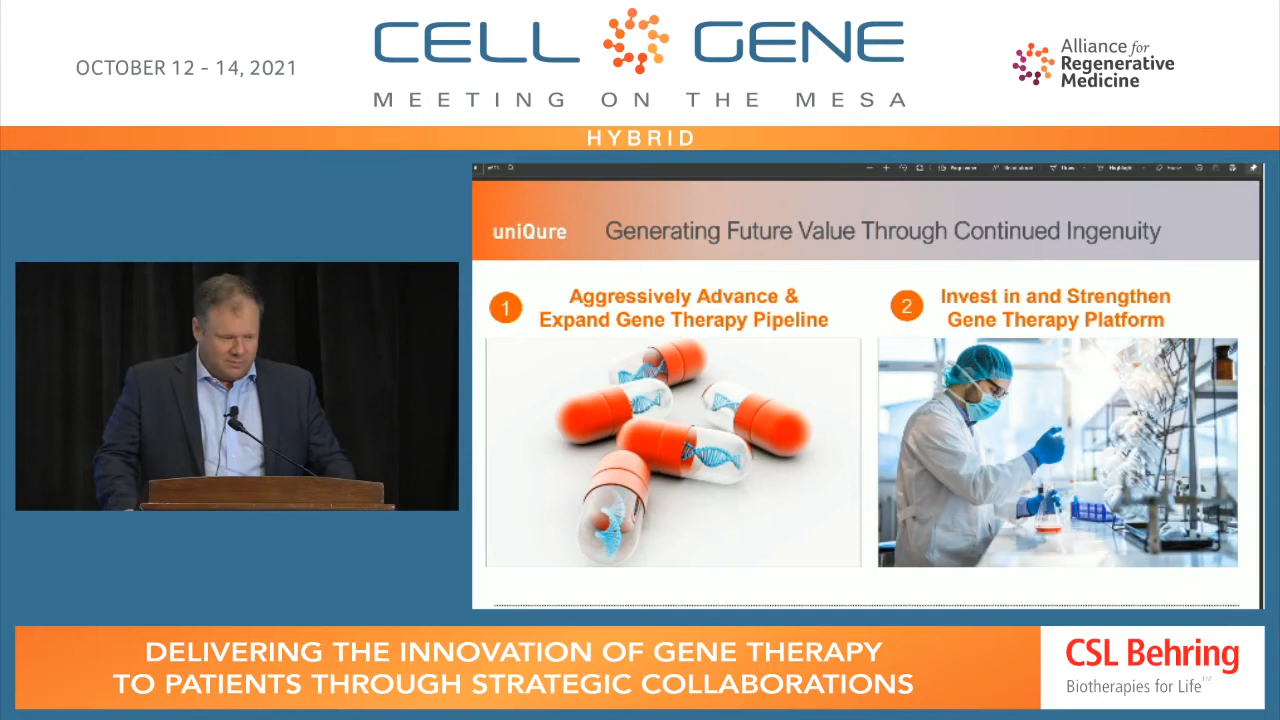 OCTOBER 12 - 14, 2021
CELL GENE
MEETING ON THE MESA
Alliance for
Regenerative
Medicine
HYBRID
uniQure
Generating Future Value Through Continued Ingenuity
1
Aggressively Advance &
Expand Gene Therapy Pipeline
2
Invest in and Strengthen
Gene Therapy Platform
DELIVERING THE INNOVATION OF GENE THERAPY
TO PATIENTS THROUGH STRATEGIC COLLABORATIONS
CSL Behring
Biotherapies for Life™